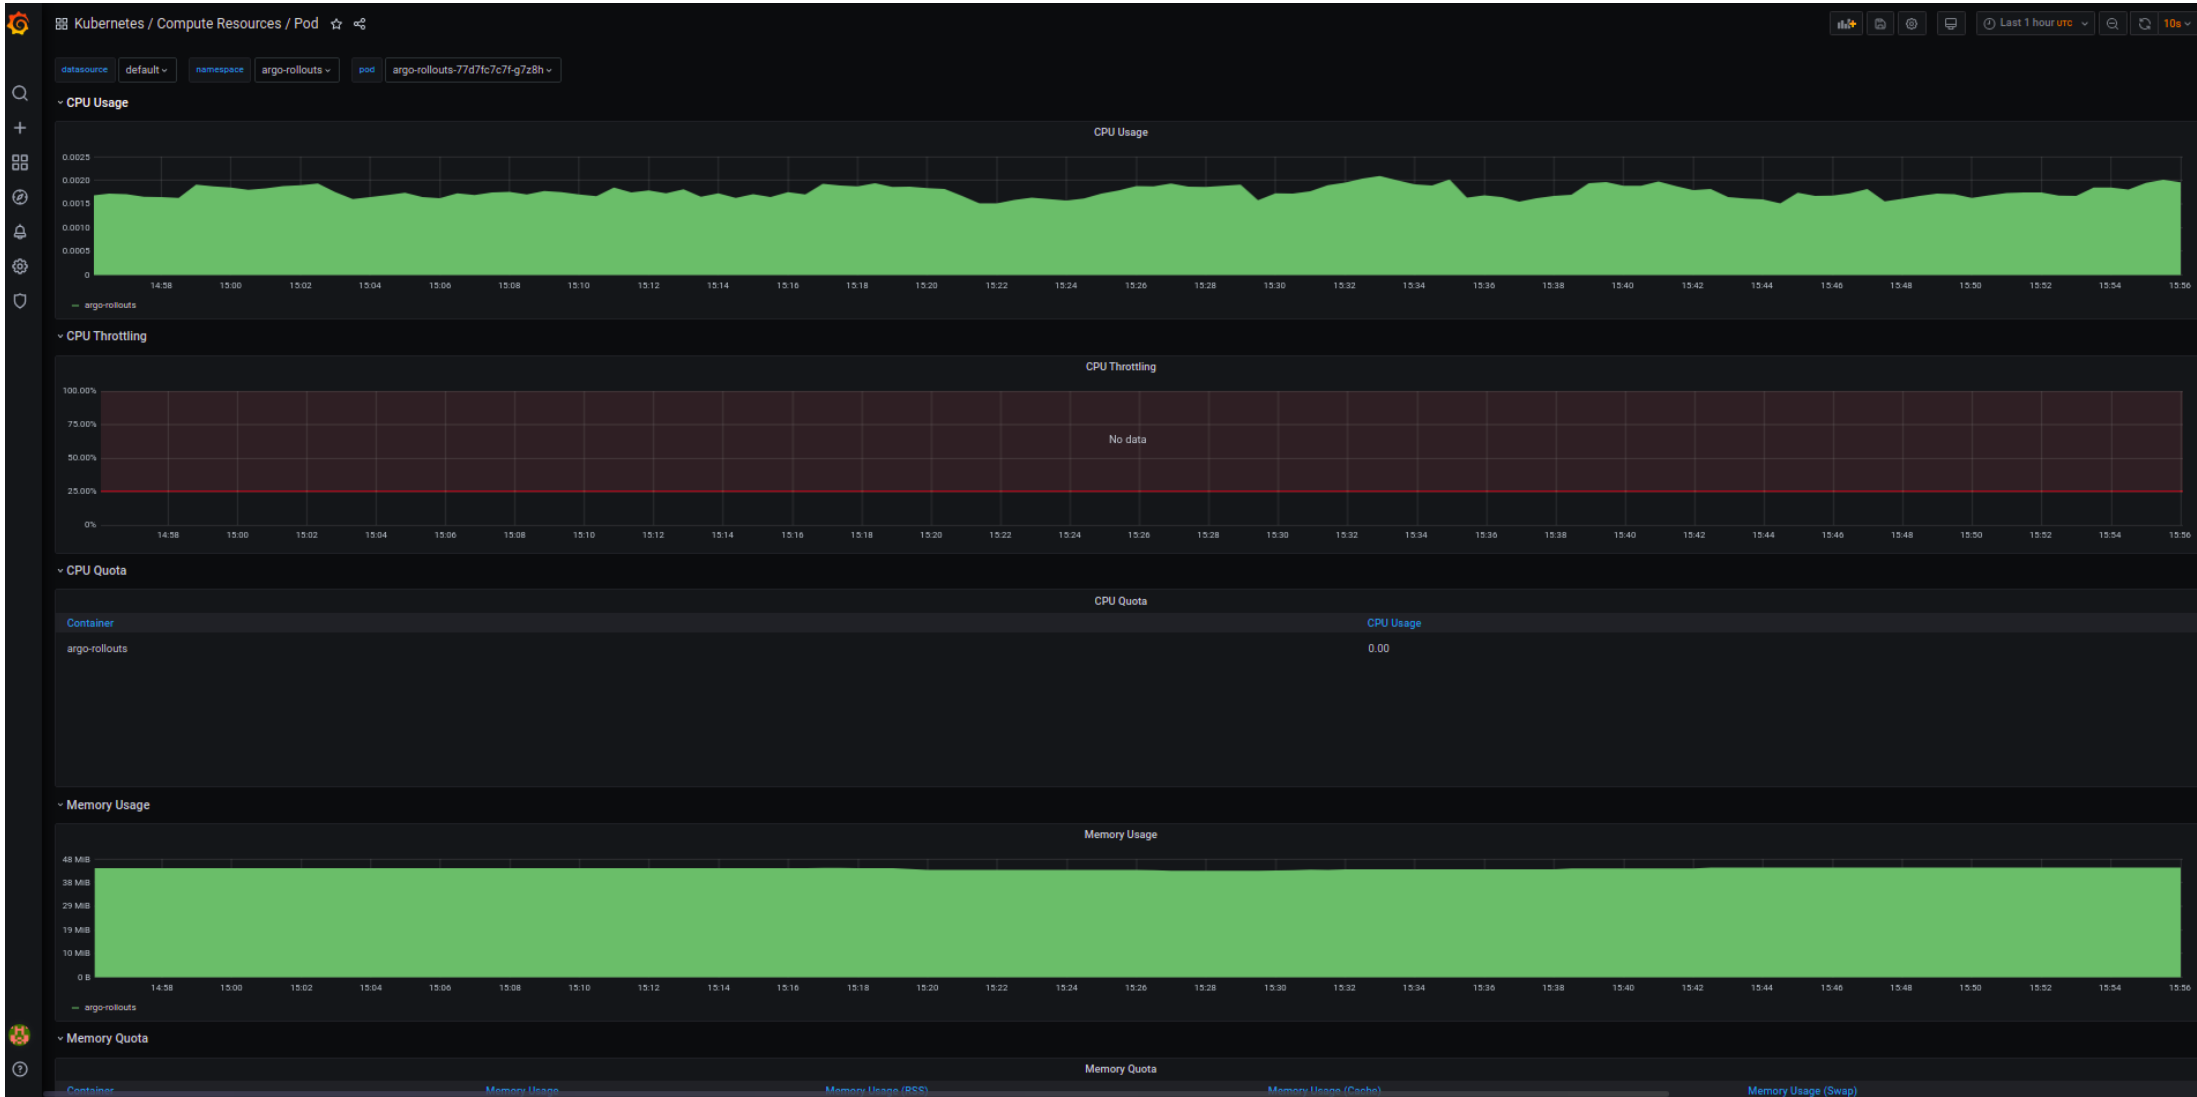 Kubernetes / Compute Resources / Pod
Last 1 hour UTC
10s
datasource default namespace argo-rollouts pod argo-rollouts-77d7fc7c7f-g7z8h
CPU Usage
CPU Usage
0.0025
0.0020
0.0015
0.0010
0.0005
0
14:58 15:00 15:02 15:04 15:06 15:08 15:10 15:12 15:14 15:16 15:18 15:20 15:22 15:24 15:26 15:28 15:30 15:32 15:34 15:36 15:38 15:40 15:42 15:44 15:46 15:48 15:50 15:52 15:54 15:56
argo-rollouts
CPU Throttling
CPU Throttling
100.00%
75.00%
No data
50.00%
25.00%
0%
14:58 15:00 15:02 15:04 15:06 15:08 15:10 15:12 15:14 15:16 15:18 15:20 15:22 15:24 15:26 15:28 15:30 15:32 15:34 15:36 15:38 15:40 15:42 15:44 15:46 15:48 15:50 15:52 15:54 15:56
CPU Quota
CPU Quota
Container CPU Usage
argo-rollouts 0.00
Memory Usage
Memory Usage
48 MiB
38 MiB
29 MiB
19 MiB
10 MiB
0 B
14:58 15:00 15:02 15:04 15:06 15:08 15:10 15:12 15:14 15:16 15:18 15:20 15:22 15:24 15:26 15:28 15:30 15:32 15:34 15:36 15:38 15:40 15:42 15:44 15:46 15:48 15:50 15:52 15:54 15:56
argo-rollouts
Memory Quota
Memory Quota
Container Memory Usage Memory Usage (RSS) Memory Usage (Cache) Memory Usage (Swap)